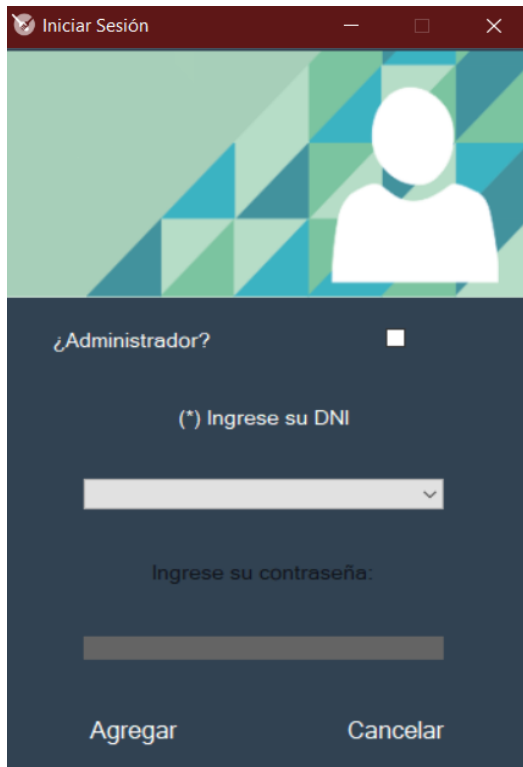 Iniciar Sesión
¿Administrador?
(*) Ingrese su DNI
Ingrese su contraseña:
Agregar Cancelar